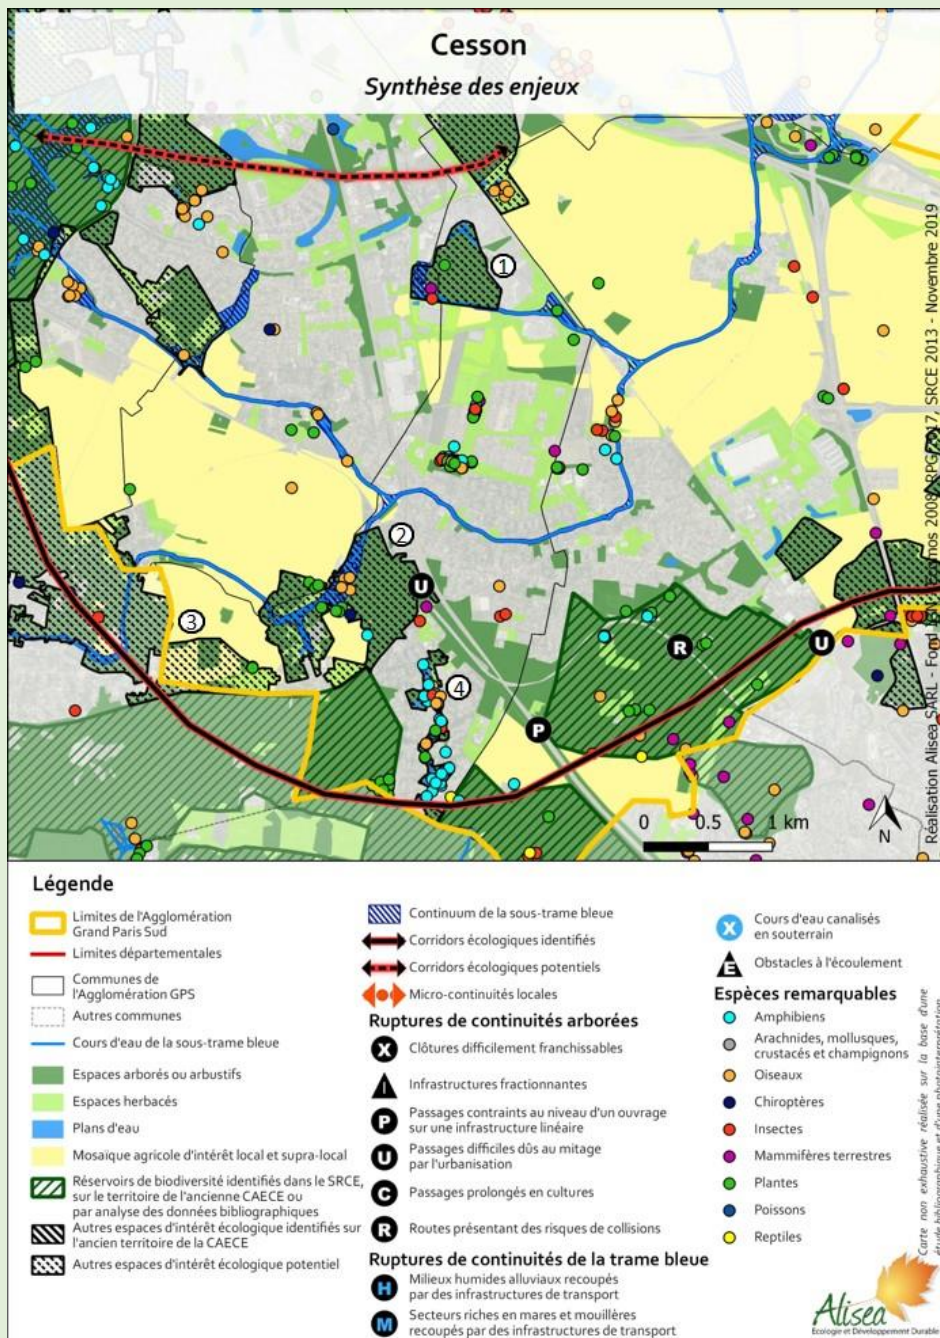 Cesson
Synthèse des enjeux
1
2
3
4
U
U
R
P
0 0.5 1 km
N
Réalisation Alisea SARL - Fond IGN
2017, SRCE 2013 - Novembre 2019
Légende
Limites de l'Agglomération
Grand Paris Sud
Limites départementales
Communes de
l'Agglomération GPS
Autres communes
Cours d'eau de la sous-trame bleue
Espaces arborés ou arbustifs
Espaces herbacés
Plans d'eau
Mosaïque agricole d'intérêt local et supra-local
Réservoirs de biodiversité identifiés dans le SRCE,
sur le territoire de l'ancienne CAECE ou
par analyse des données bibliographiques
Autres espaces d'intérêt écologique identifiés sur
l'ancien territoire de la CAECE
Autres espaces d'intérêt écologique potentiel
Continuum de la sous-trame bleue
Corridors écologiques identifiés
Corridors écologiques potentiels
Micro-continuités locales
Ruptures de continuités arborées
X Clôtures difficilement franchissables
I Infrastructures fractionnantes
P Passages contraints au niveau d'un ouvrage
sur une infrastructure linéaire
U Passages difficiles dûs au mitage
par l'urbanisation
C Passages prolongés en cultures
R Routes présentant des risques de collisions
Ruptures de continuités de la trame bleue
H Milieux humides alluviaux recoupés
par des infrastructures de transport
M Secteurs riches en mares et mouillères
recoupés par des infrastructures de transport
X Cours d'eau canalisés
en souterrain
E Obstacles à l'écoulement
Espèces remarquables
Amphibiens
Arachnides, mollusques,
crustacés et champignons
Oiseaux
Chiroptères
Insectes
Mammifères terrestres
Plantes
Poissons
Reptiles
Carte non exhaustive réalisée sur la base d'une
étude bibliographique et d'une photointerprétation
Alisea
Ecologie et Développement Durable